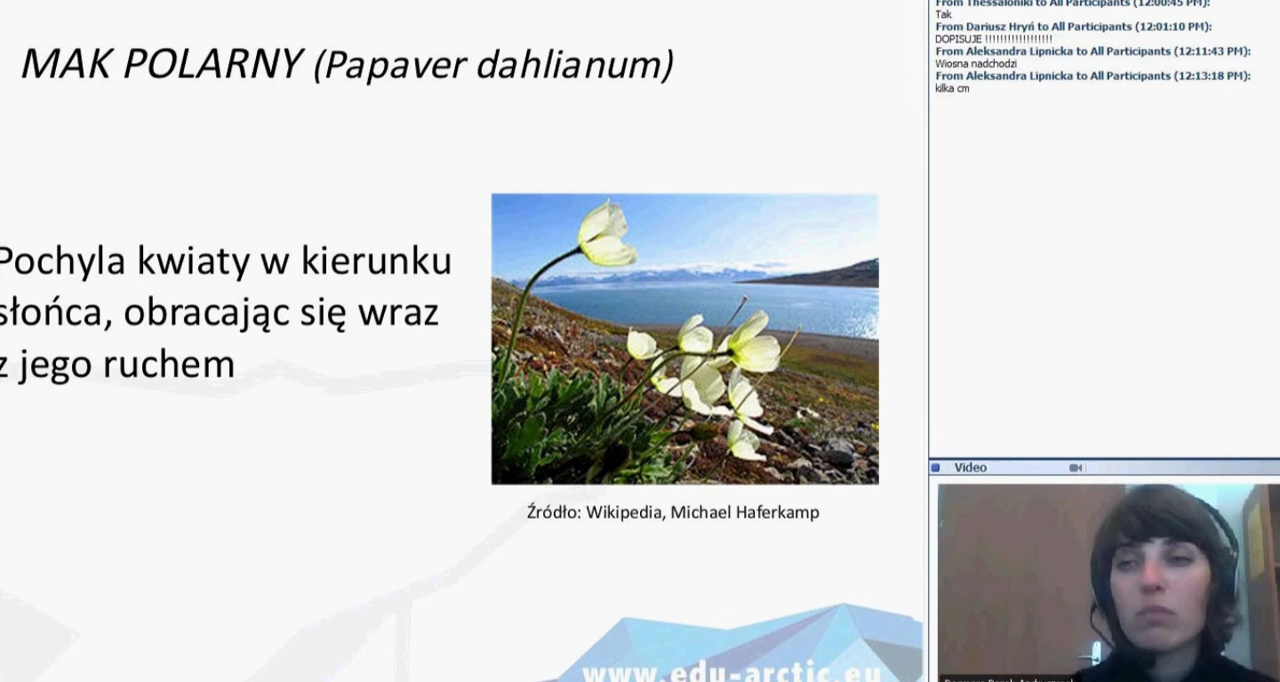 MAK POLARNY (Papaver dahlianum)
Pochyla kwiaty w kierunku
słońca, obracając się wraz
z jego ruchem
Źródło: Wikipedia, Michael Haferkamp
www.edu-arctic.eu
From Thessaloniki to All Participants (12:00:45 PM):
Tak
From Dariusz Hryń to All Participants (12:01:10 PM):
DOPISUJE !!!!!!!!!!!!!!!!!!
From Aleksandra Lipnicka to All Participants (12:11:43 PM):
Wiosna nadchodzi
From Aleksandra Lipnicka to All Participants (12:13:18 PM):
kilka cm
Video